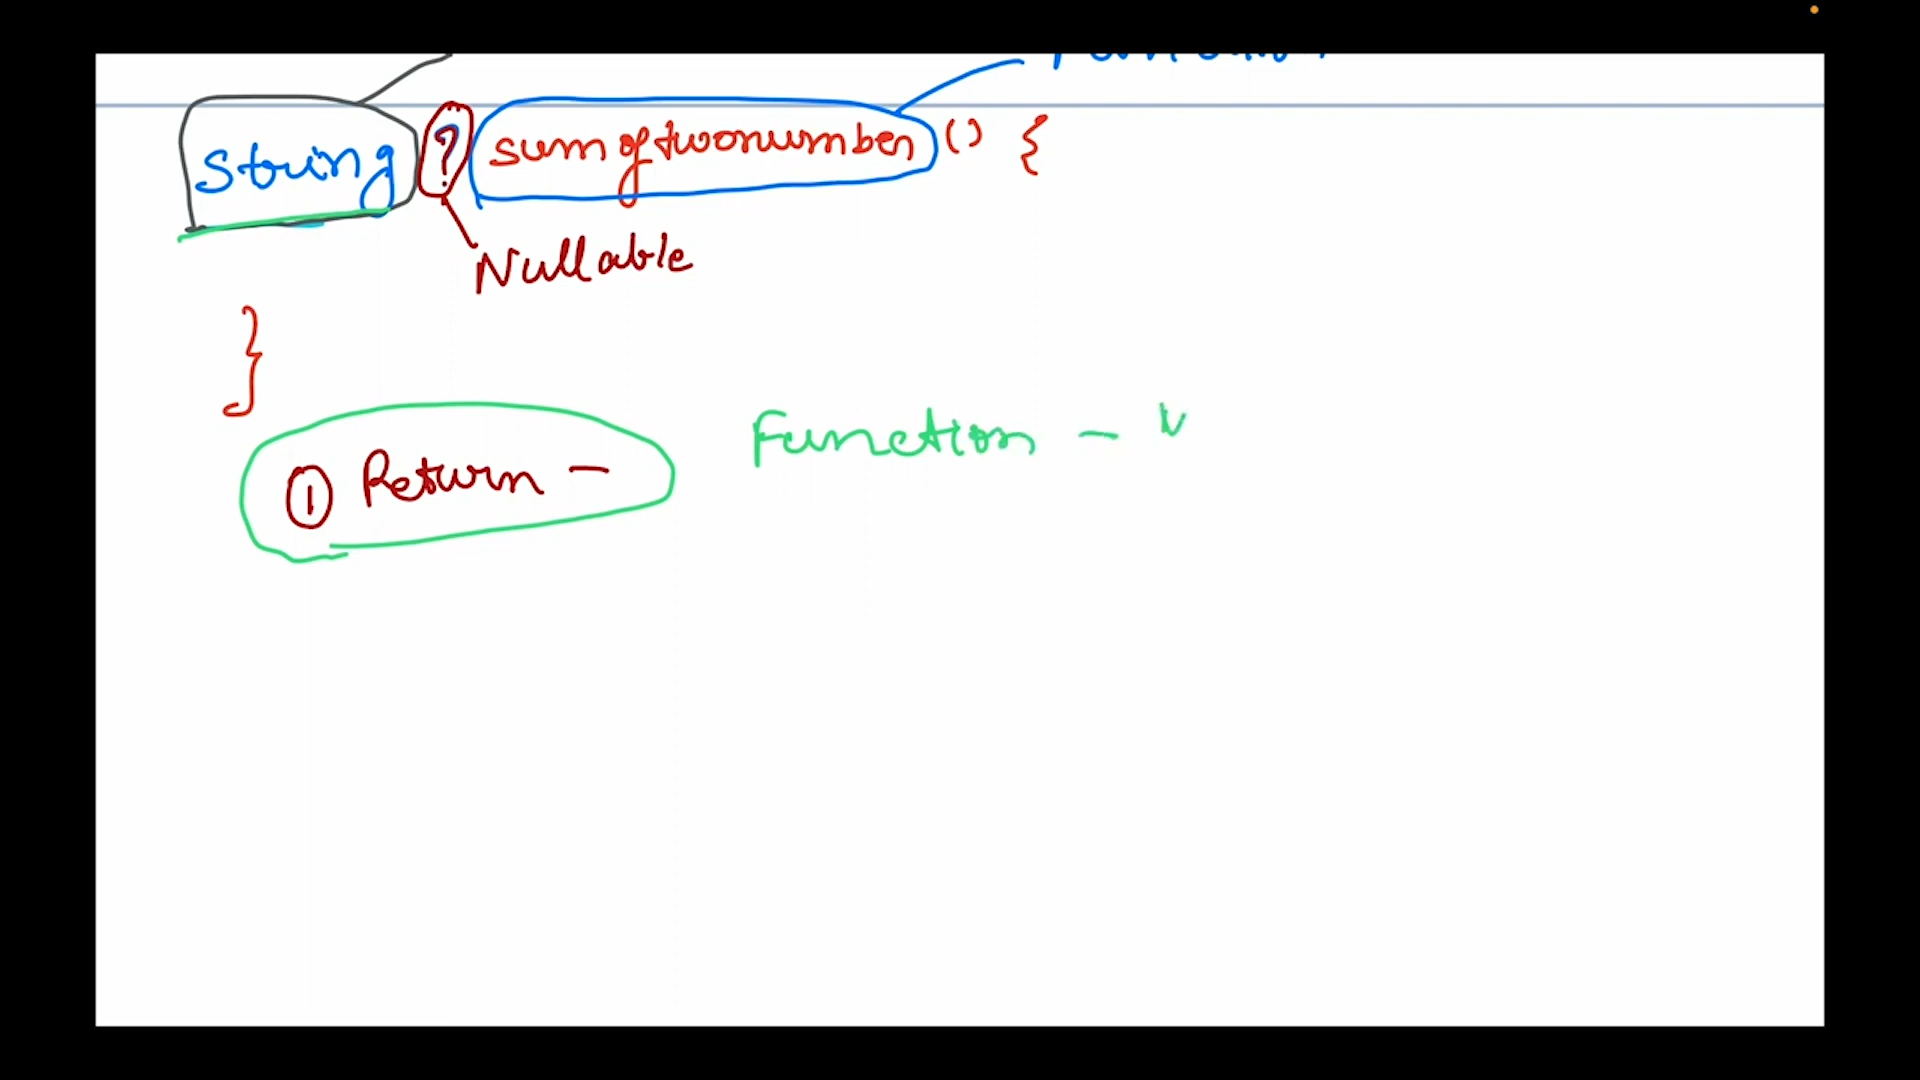 String ? sumoftwonumber () {
Nullable
}
① Return - Function -